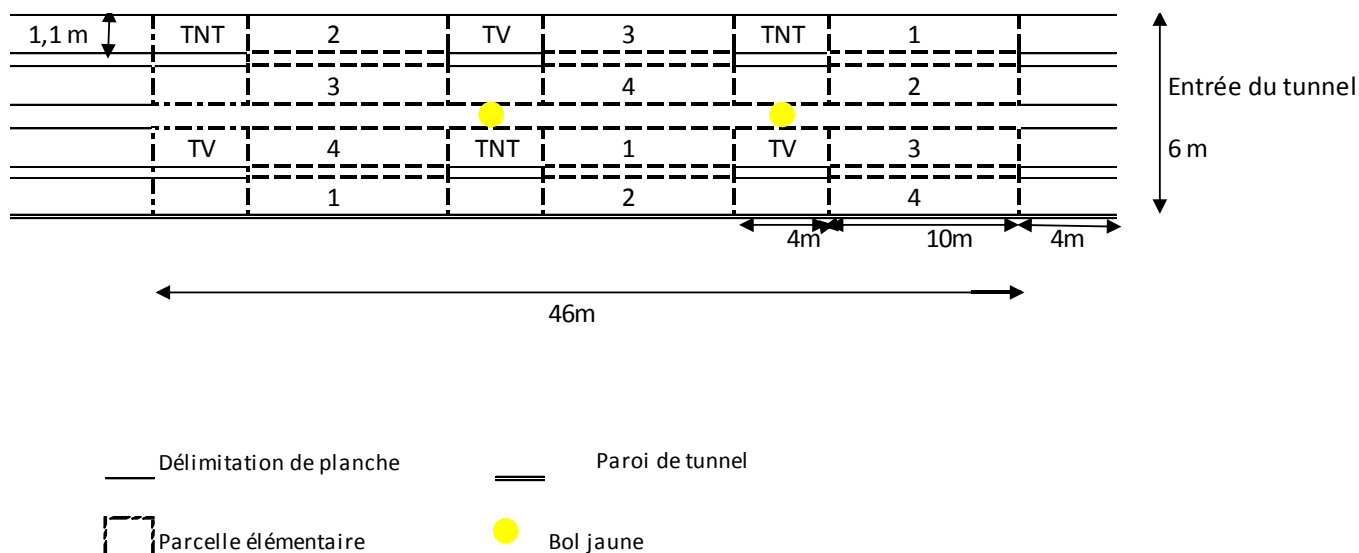 1,1 m TNT 2 TV 3 TNT 1
3 4 2 Entrée du tunnel
TV 4 TNT 1 TV 3 6 m
1 2 4
4m 10m 4m
46m
Délimitation de planche Paroi de tunnel
Parcelle élémentaire Bol jaune